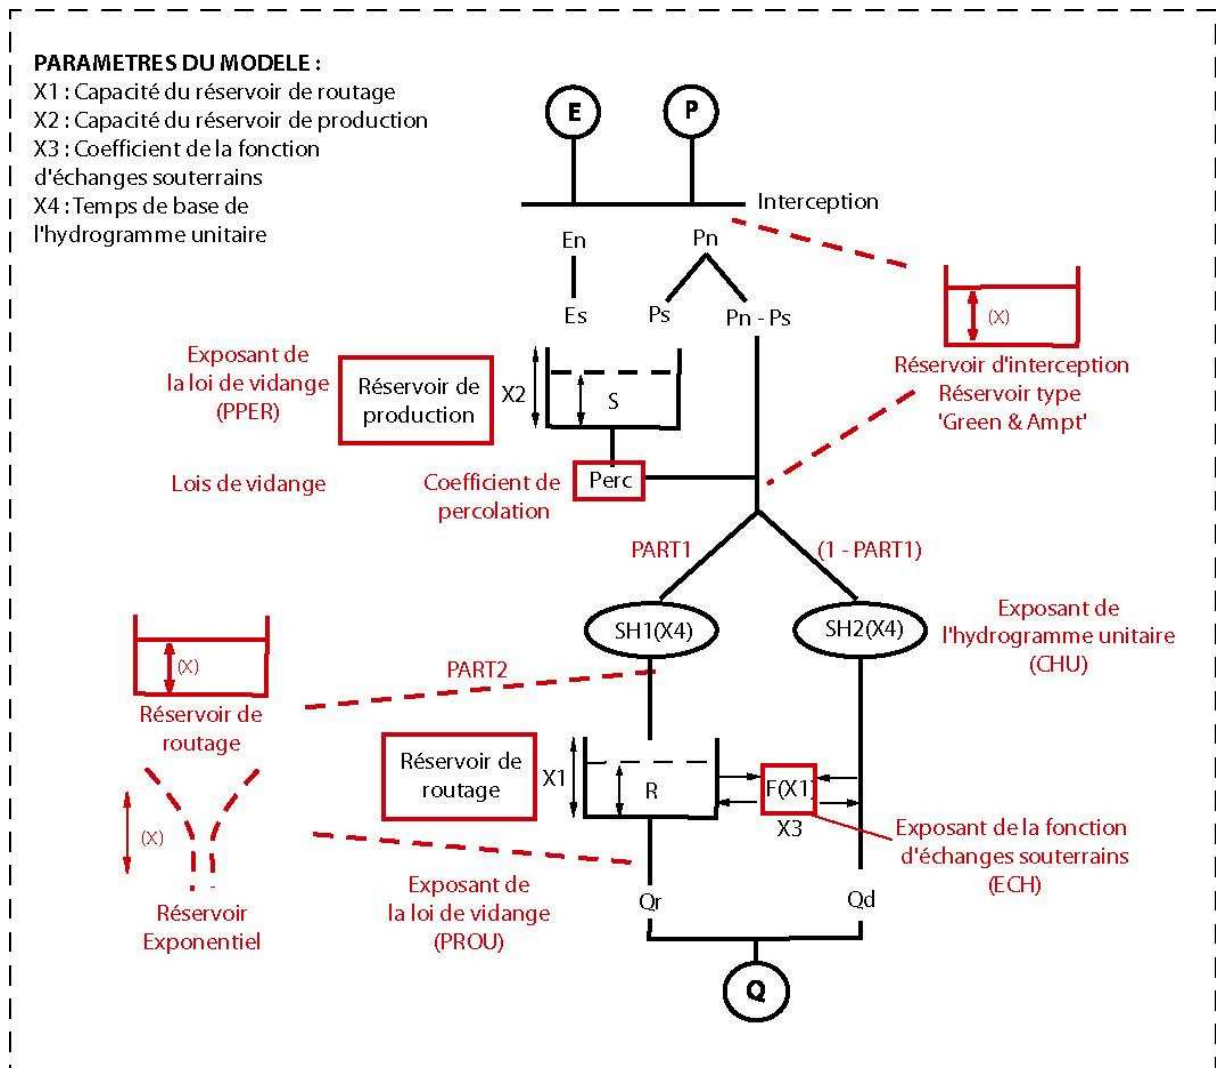 PARAMETRES DU MODELE :
X1 : Capacité du réservoir de routage
X2 : Capacité du réservoir de production
X3 : Coefficient de la fonction
d'échanges souterrains
X4 : Temps de base de
l'hydrogramme unitaire
E
P
Interception
En
Pn
Es
Ps
Pn - Ps
(X)
Réservoir d'interception
Réservoir type
'Green & Ampt'
Exposant de
la loi de vidange
(PPER)
Réservoir de
production
X2
S
Lois de vidange
Coefficient de
percolation
Perc
PART1
(1 - PART1)
SH1(X4)
SH2(X4)
Exposant de
l'hydrogramme unitaire
(CHU)
(X)
Réservoir de
routage
PART2
Réservoir de
routage
X1
R
F(X1)
X3
Exposant de la fonction
d'échanges souterrains
(ECH)
(X)
Réservoir
Exponentiel
Exposant de
la loi de vidange
(PROU)
Qr
Qd
Q